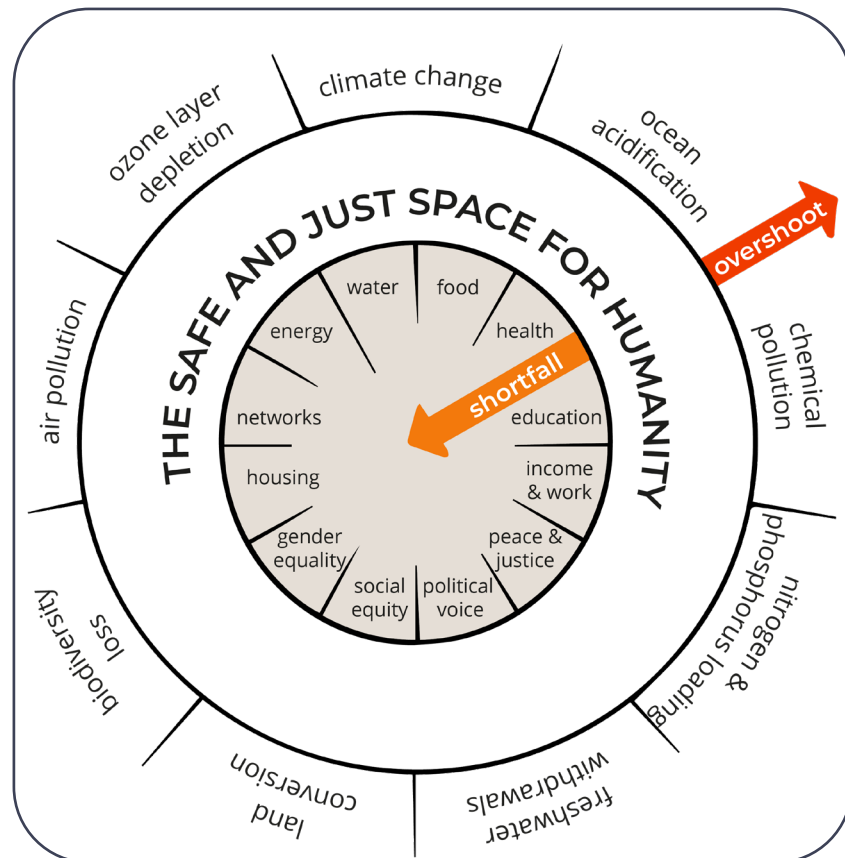 climate change
ocean
acidification
overshoot
chemical
pollution
nitrogen &
phosphorus loading
freshwater
withdrawals
land
conversion
biodiversity
loss
air pollution
ozone layer
depletion
THE SAFE AND JUST SPACE FOR HUMANITY
water
food
health
shortfall
education
income
& work
peace &
justice
political
voice
social
equity
gender
equality
housing
networks
energy